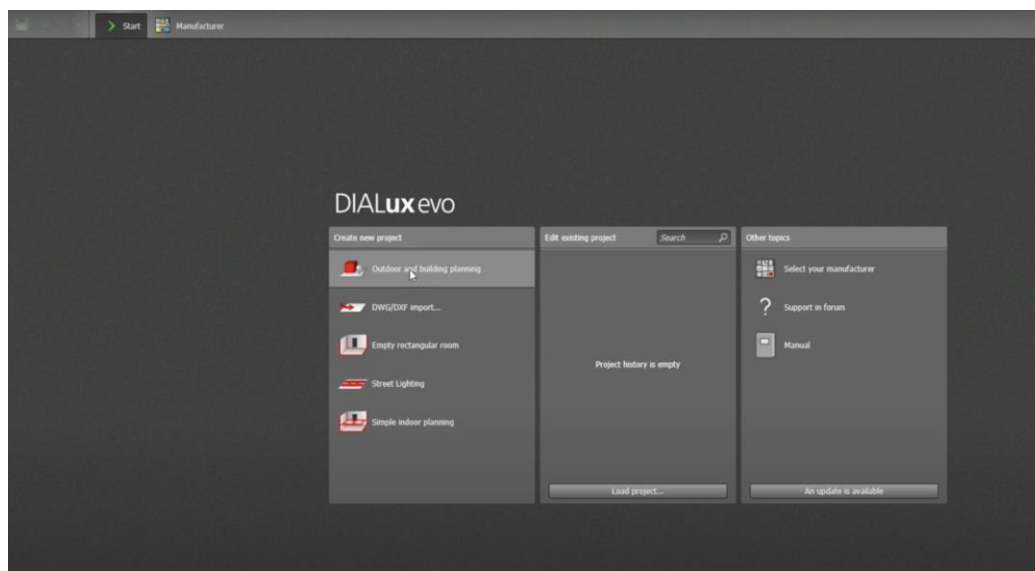 Start
Manufacturer
DIALux evo
Create new project
Outdoor and building planning
DWG/DXF import...
Empty rectangular room
Street Lighting
Simple indoor planning
Edit existing project
Search
Project history is empty
Load project...
Other topics
Select your manufacturer
Support in forum
Manual
An update is available